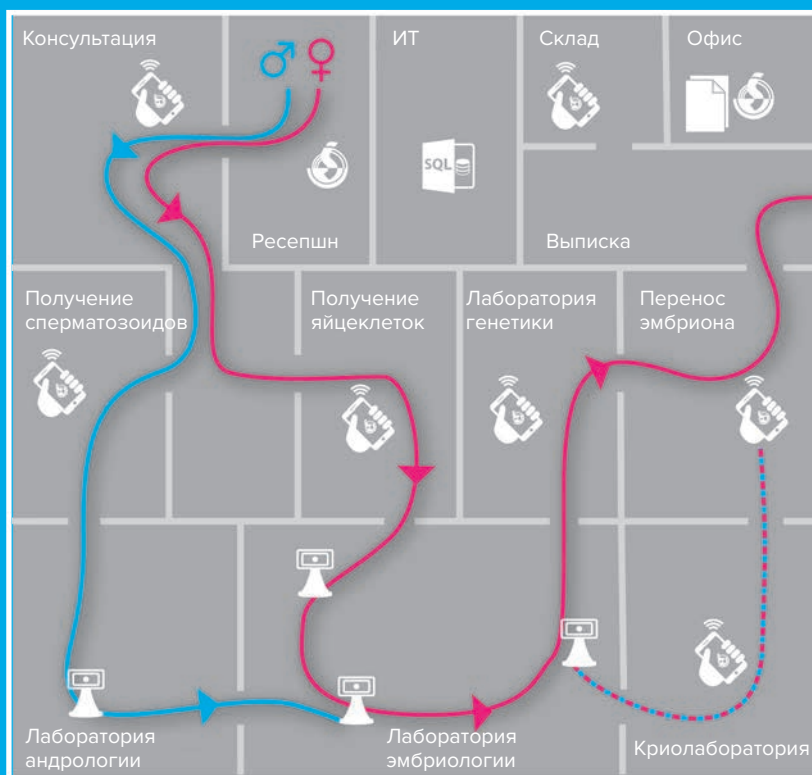 Консультация
ИТ
Склад
Офис
SQL
Ресепшн
Выписка
Получение
сперматозоидов
Получение
яйцеклеток
Лаборатория
генетики
Перенос
эмбриона
Лаборатория
андрологии
Лаборатория
эмбриологии
Криолаборатория